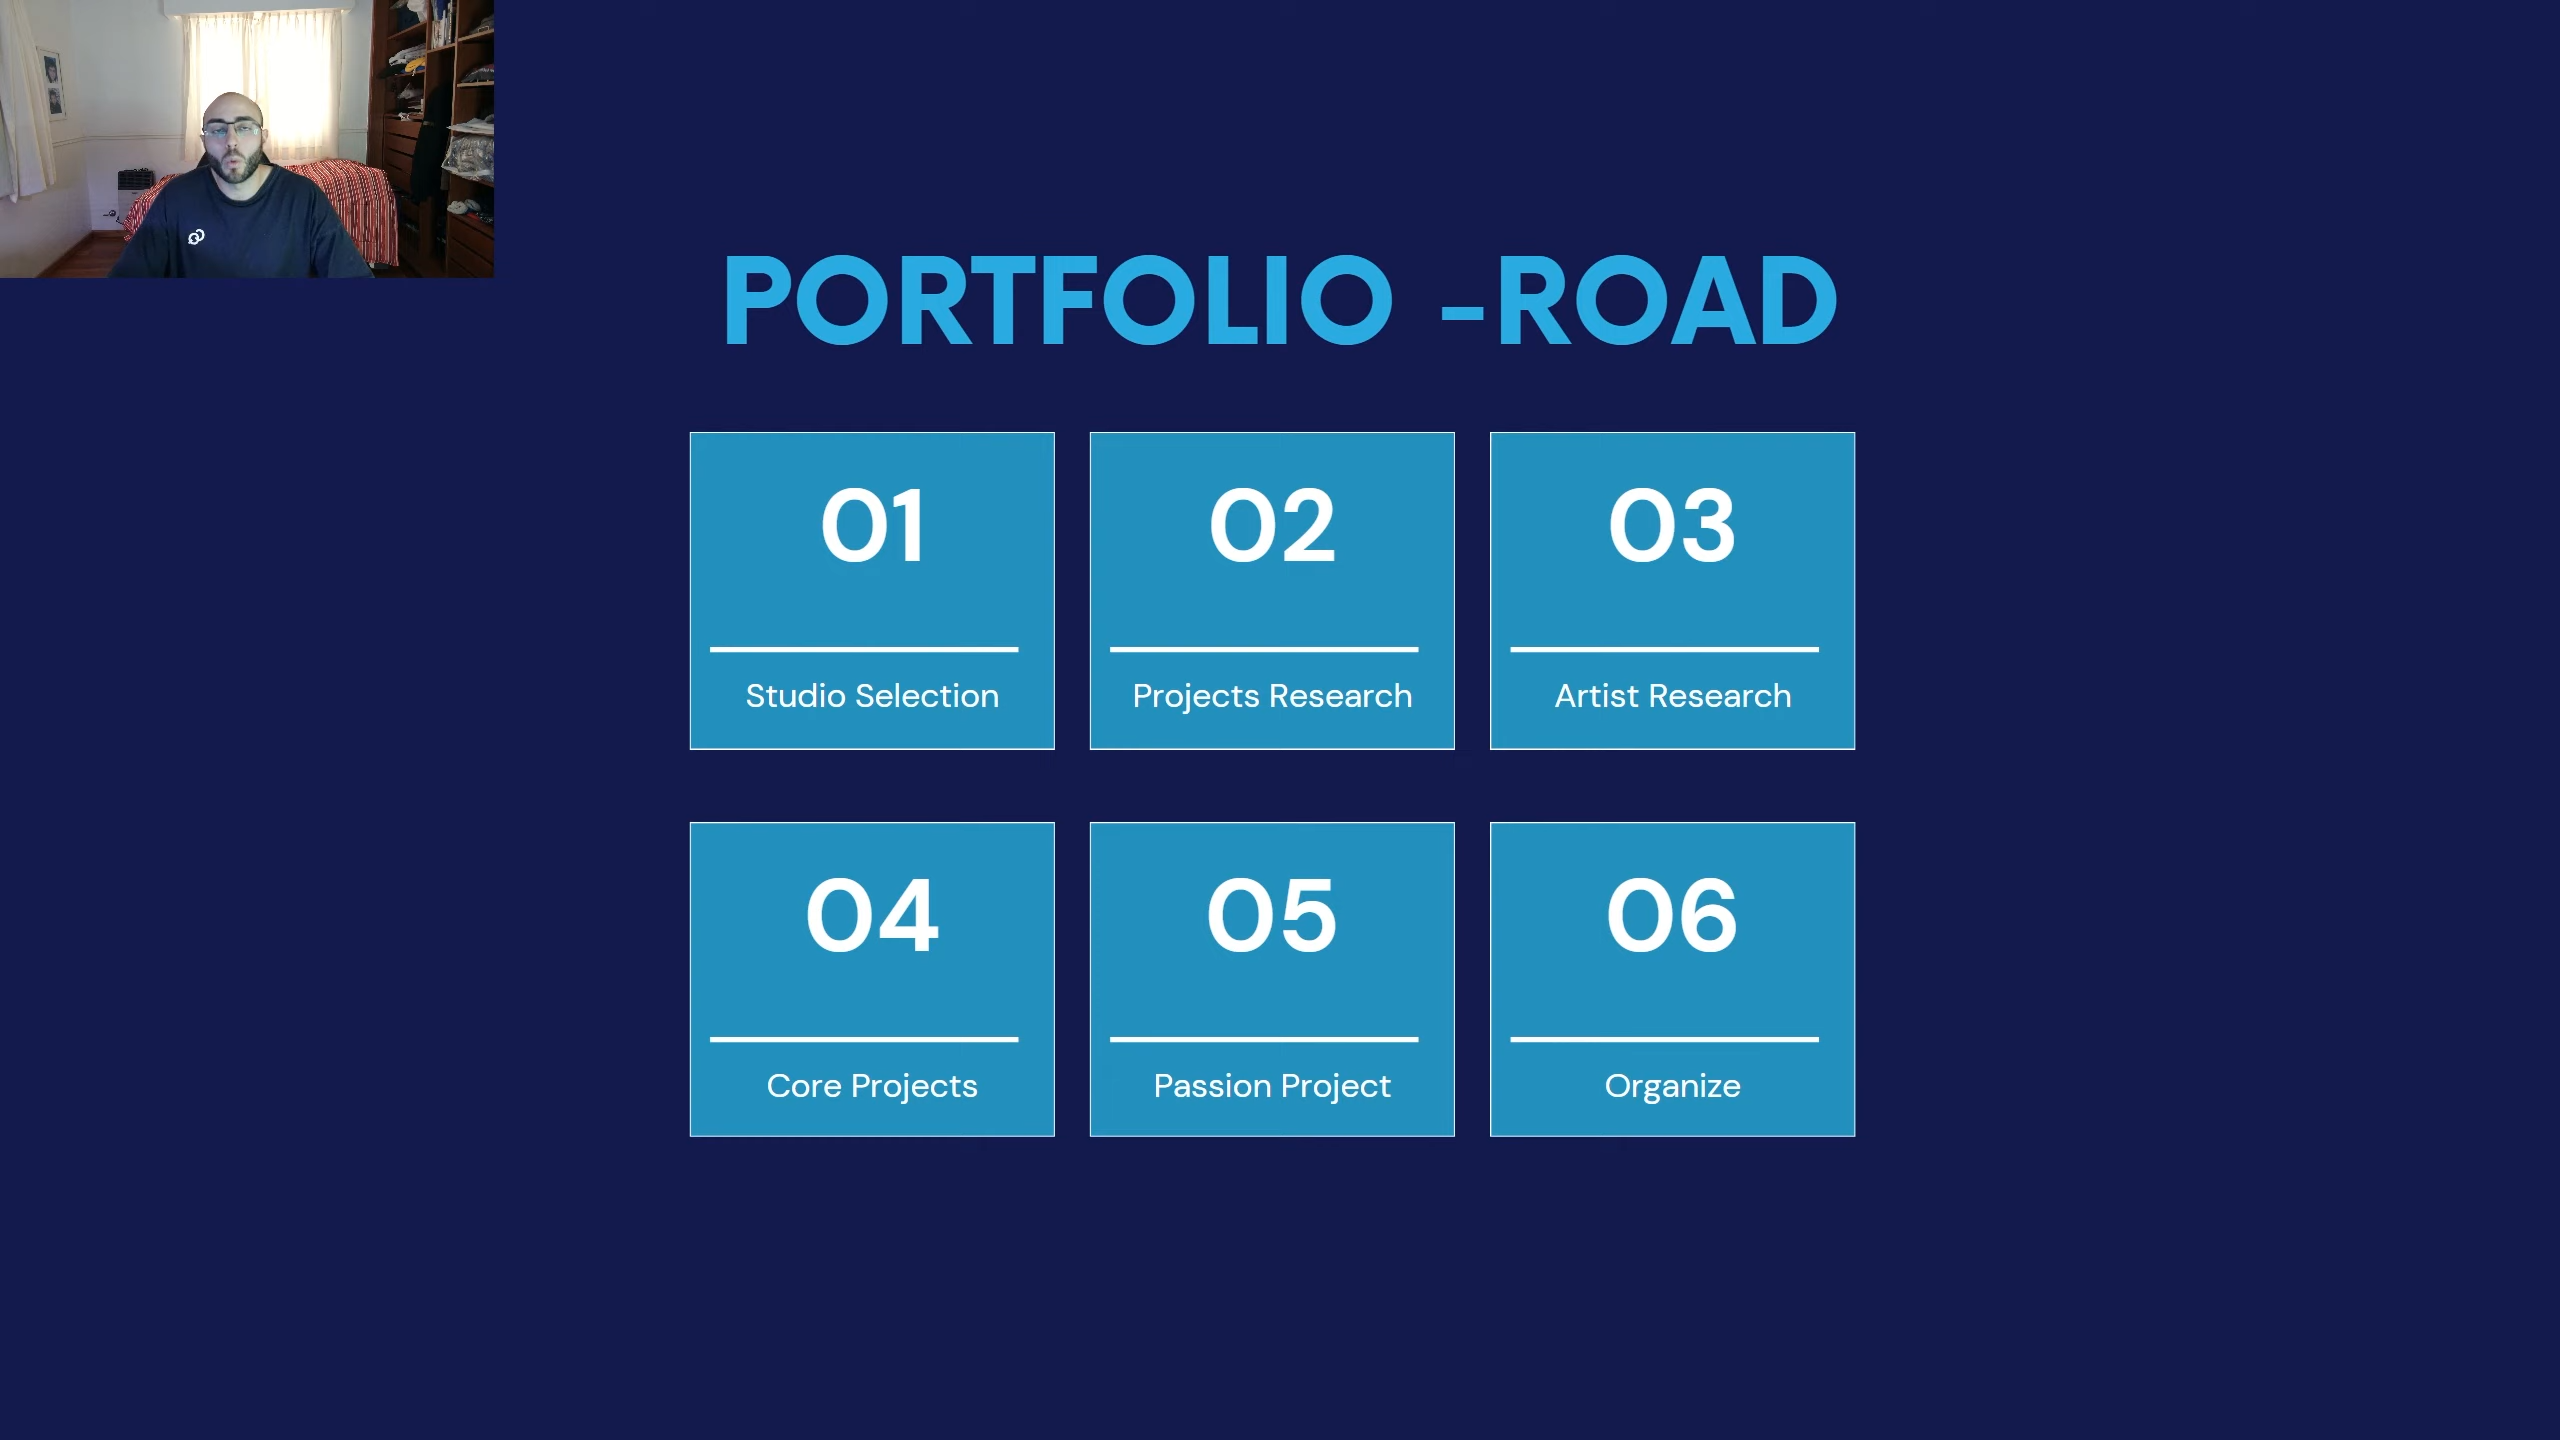 PORTFOLIO -ROAD
01
Studio Selection
02
Projects Research
03
Artist Research
04
Core Projects
05
Passion Project
06
Organize